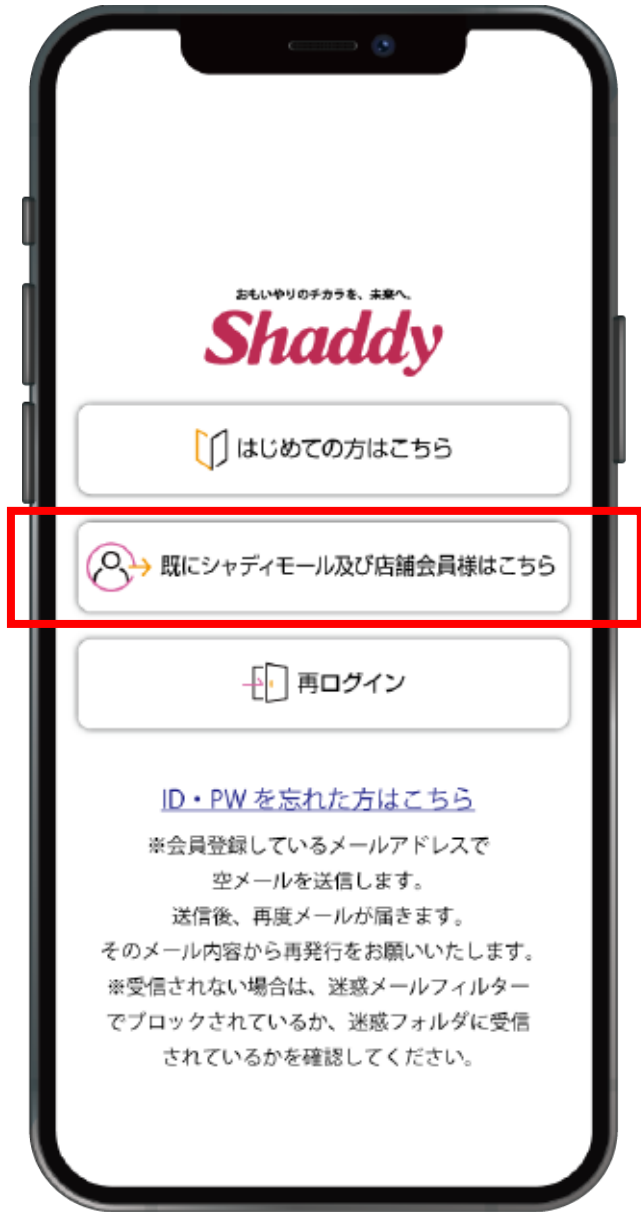 おもいやりのチカラを、未来へ。
Shaddy
はじめての方はこちら
既にシャディモール及び店舗会員様はこちら
再ログイン
ID・PW を忘れた方はこちら
※会員登録しているメールアドレスで
空メールを送信します。
送信後、再度メールが届きます。
そのメール内容から再発行をお願いいたします。
※受信されない場合は、迷惑メールフィルター
でブロックされているか、迷惑フォルダに受信
されているかを確認してください。